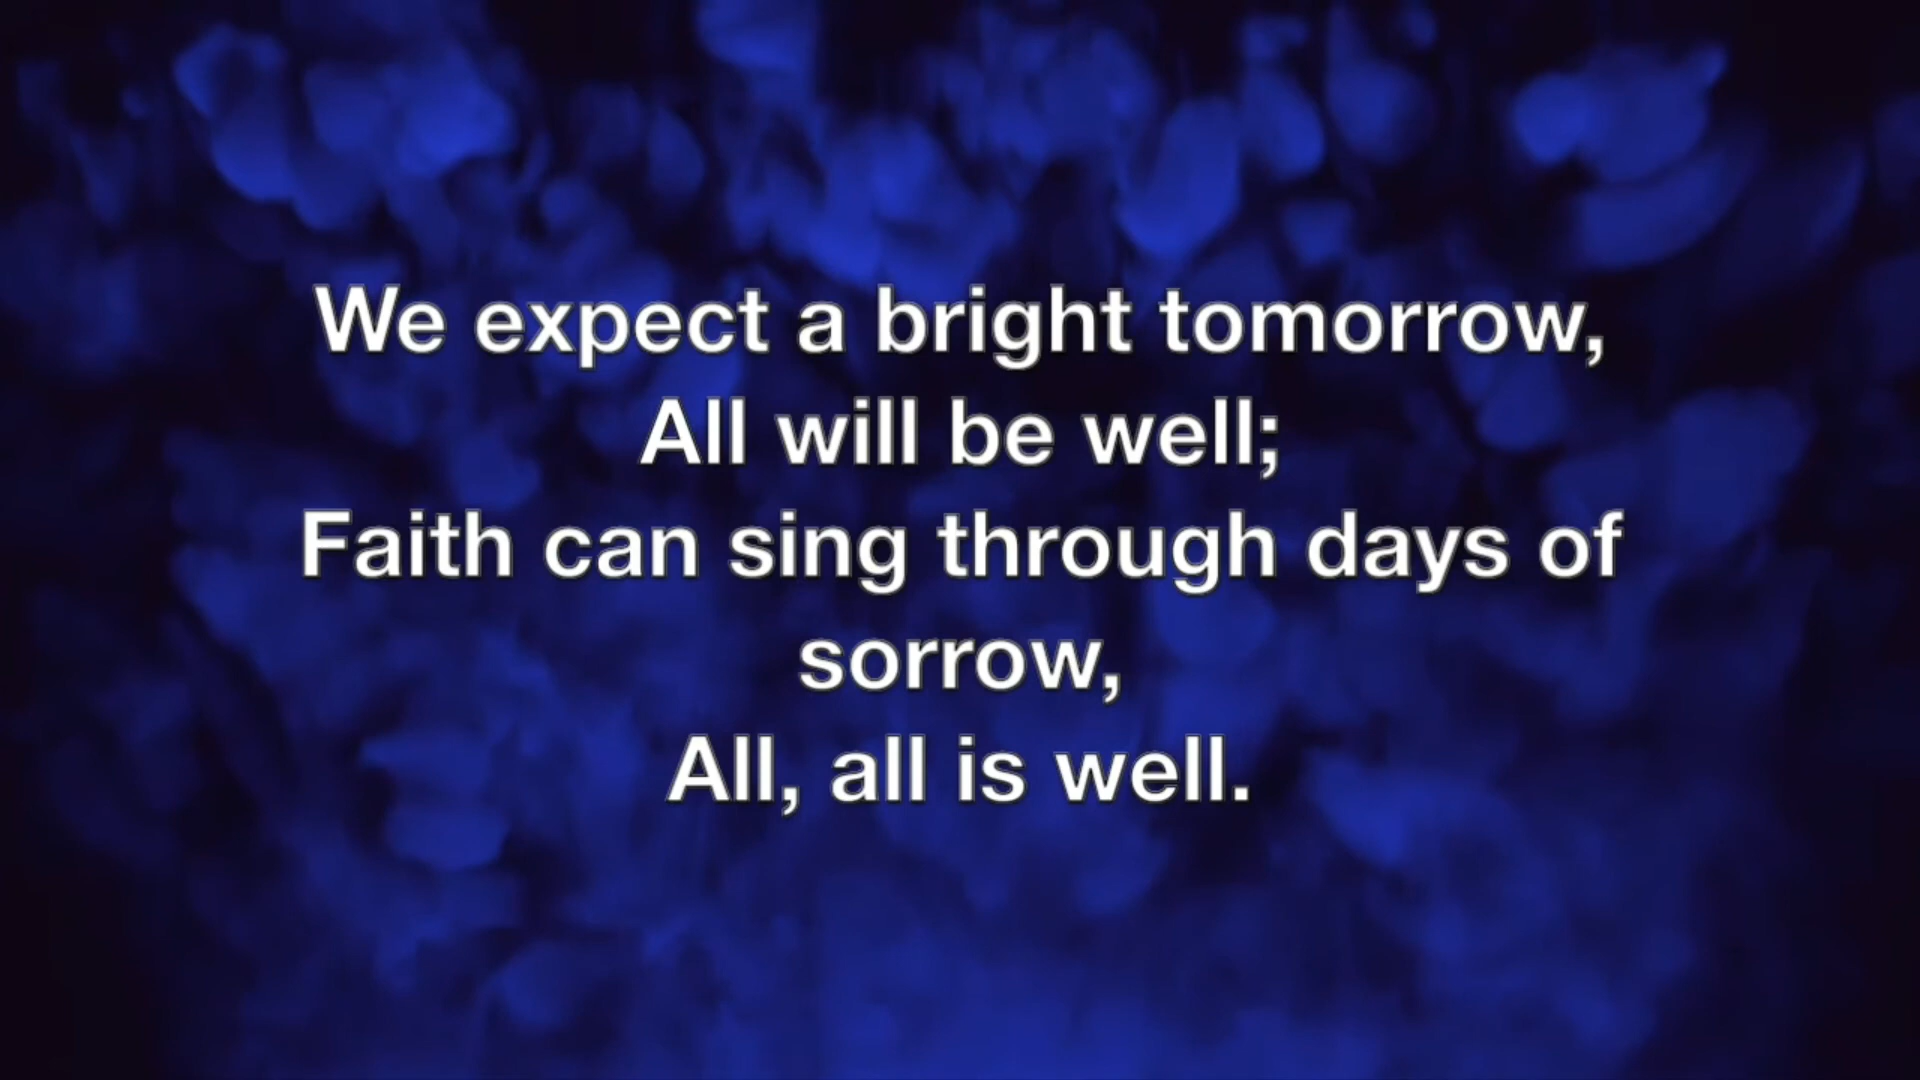 We expect a bright tomorrow,
All will be well;
Faith can sing through days of
sorrow,
All, all is well.